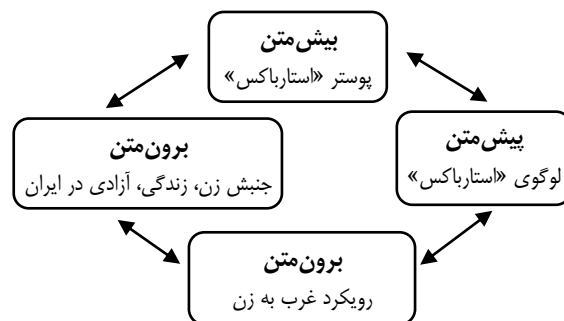 بیش‌متن
پوستر «استارباکس»
پیش‌متن
لوگوی «استارباکس»
برون‌متن
جنبش زن، زندگی، آزادی در ایران
برون‌متن
رویکرد غرب به زن